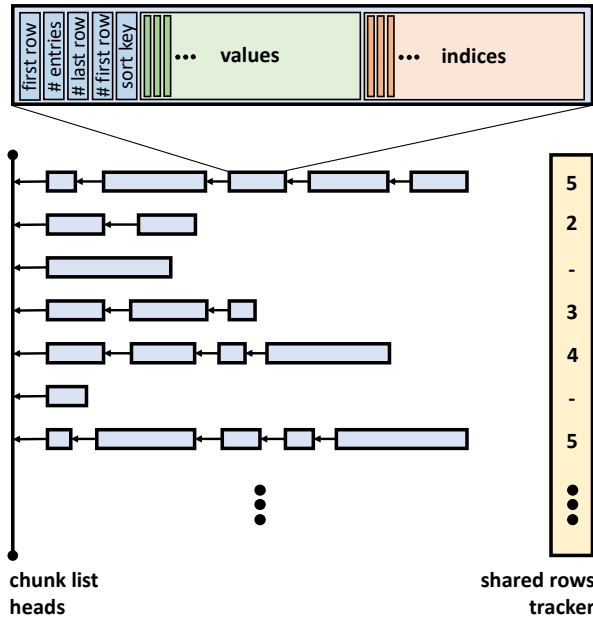 first row
# entries
# last row
# first row
sort key
••• values
••• indices
5
2
-
3
4
-
5
chunk list
heads
shared rows
tracker